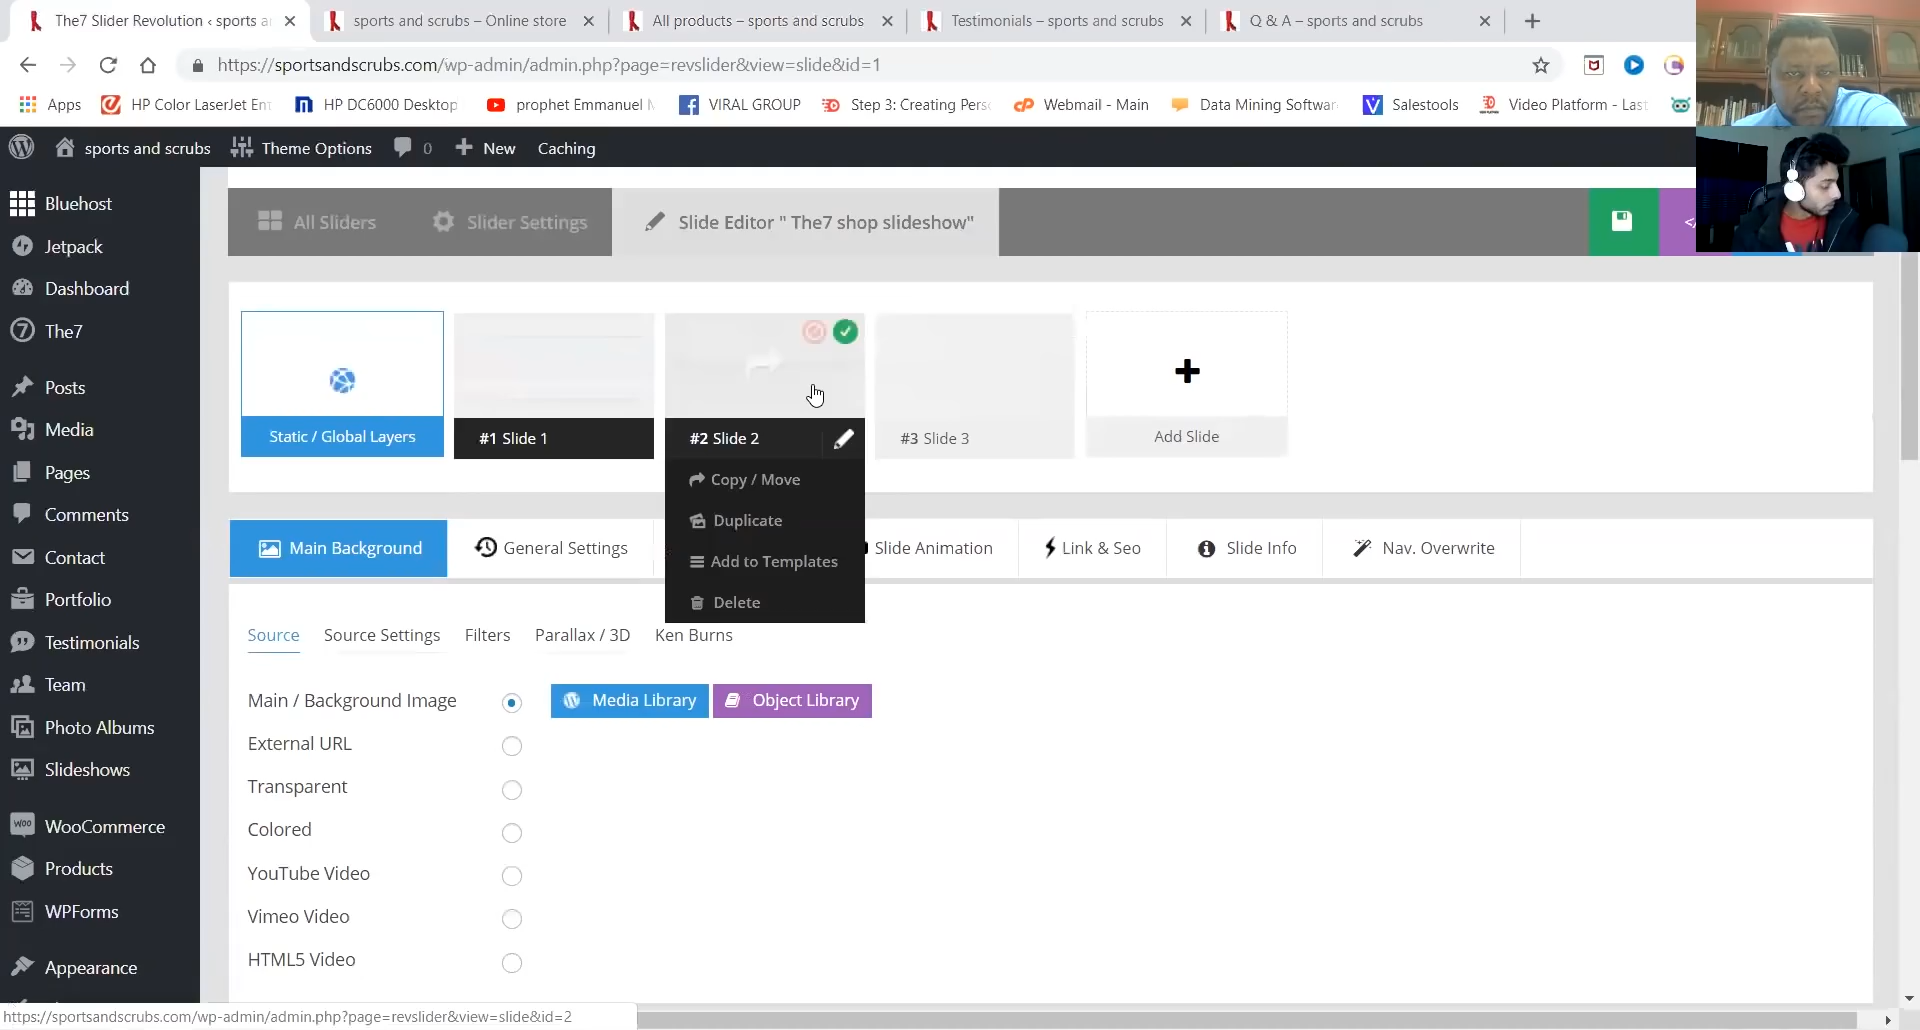 The7 Slider Revolution ‹ sports a
sports and scrubs – Online store
All products – sports and scrubs
Testimonials – sports and scrubs
Q & A – sports and scrubs
https://sportsandscrubs.com/wp-admin/admin.php?page=revslider&view=slide&id=1
Apps
HP Color LaserJet Ent
HP DC6000 Desktop
prophet Emmanuel M
VIRAL GROUP
Step 3: Creating Pers
Webmail - Main
Data Mining Softwar
Salestools
Video Platform - Last
sports and scrubs
Theme Options
0
New
Caching
Bluehost
Jetpack
Dashboard
The7
Posts
Media
Pages
Comments
Contact
Portfolio
Testimonials
Team
Photo Albums
Slideshows
WooCommerce
Products
WPForms
Appearance
All Sliders
Slider Settings
Slide Editor " The7 shop slideshow"
Static / Global Layers
#1 Slide 1
#2 Slide 2
#3 Slide 3
Add Slide
Copy / Move
Duplicate
Add to Templates
Delete
Main Background
General Settings
Slide Animation
Link & Seo
Slide Info
Nav. Overwrite
Source
Source Settings
Filters
Parallax / 3D
Ken Burns
Main / Background Image
Media Library
Object Library
External URL
Transparent
Colored
YouTube Video
Vimeo Video
HTML5 Video
https://sportsandscrubs.com/wp-admin/admin.php?page=revslider&view=slide&id=2